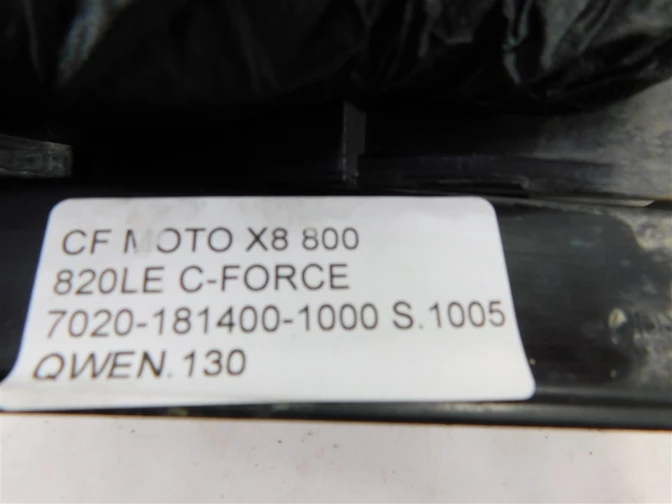 CF MOTO X8 800
820LE C-FORCE
7020-181400-1000 S.1005
QWEN.130